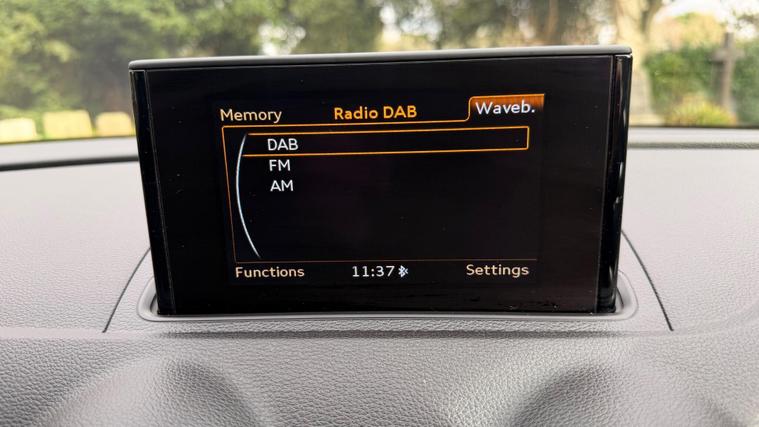 Memory Radio DAB Waveb.
DAB
FM
AM
Functions 11:37 Settings